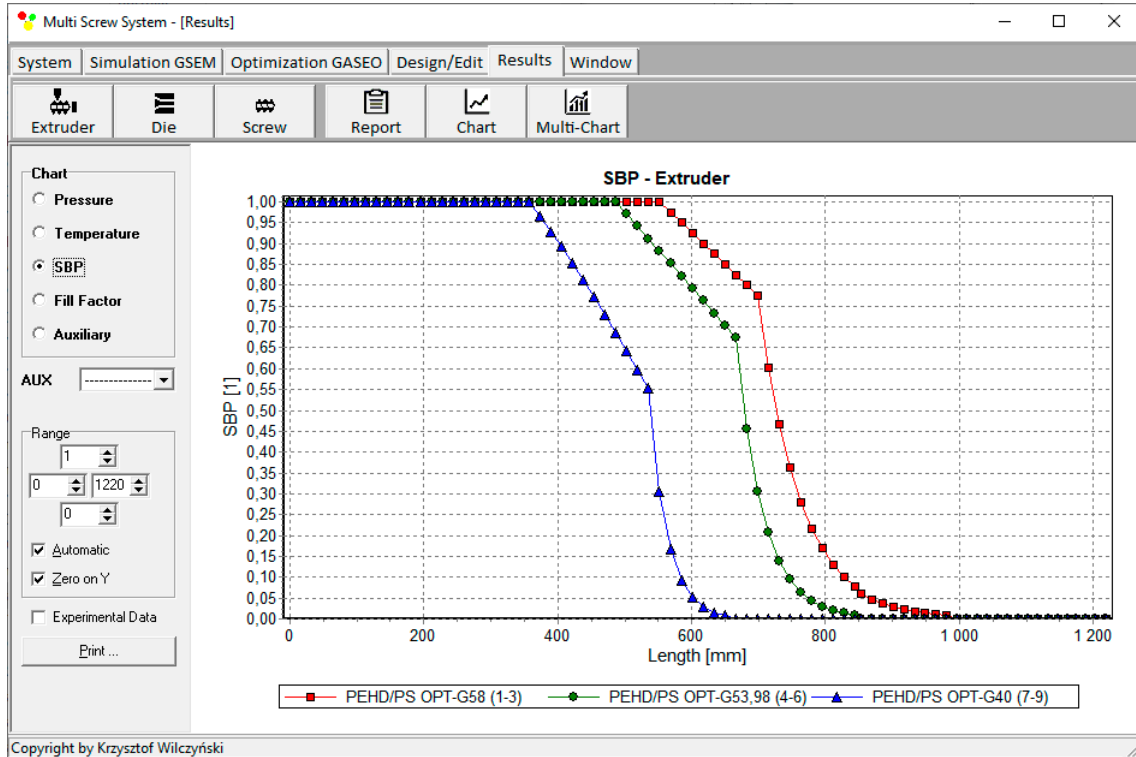 Multi Screw System - [Results]
System Simulation GSEM Optimization GASEO Design/Edit Results Window
Extruder Die Screw Report Chart Multi-Chart
Chart
Pressure
Temperature
SBP
Fill Factor
Auxiliary
AUX --------------
Range
1
0 1220
0
Automatic
Zero on Y
Experimental Data
Print ...
SBP - Extruder
1,00
0,95
0,90
0,85
0,80
0,75
0,70
0,65
0,60
0,55
0,50
0,45
0,40
0,35
0,30
0,25
0,20
0,15
0,10
0,05
0,00
SBP [1]
0 200 400 600 800 1 000 1 200
Length [mm]
PEHD/PS OPT-G58 (1-3) PEHD/PS OPT-G53,98 (4-6) PEHD/PS OPT-G40 (7-9)
Copyright by Krzysztof Wilczyński